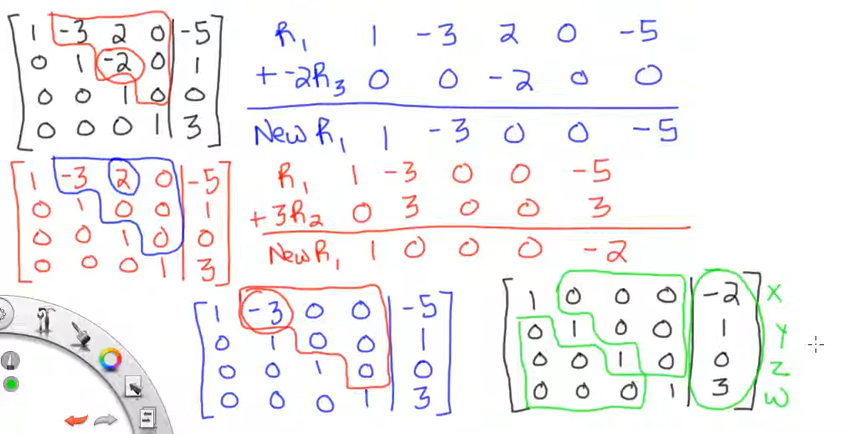 1 -3 2 0 | -5
0 1 -2 0 | 1
0 0 1 0 | 0
0 0 0 1 | 3
R₁ 1 -3 2 0 -5
+-2R₃ 0 0 -2 0 0
New R₁ 1 -3 0 0 -5
1 -3 2 0 | -5
0 1 0 0 | 1
0 0 1 0 | 0
0 0 0 1 | 3
R₁ 1 -3 0 0 -5
+3R₂ 0 3 0 0 3
New R₁ 1 0 0 0 -2
1 -3 0 0 | -5
0 1 0 0 | 1
0 0 1 0 | 0
0 0 0 1 | 3
1 0 0 0 | -2 X
0 1 0 0 | 1 Y
0 0 1 0 | 0 Z
0 0 0 1 | 3 W